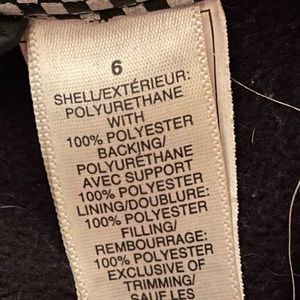 6
SHELL/EXTÉRIEUR:
POLYURETHANE
WITH
100% POLYESTER
BACKING/
POLYURÉTHANE
AVEC SUPPORT
100% POLYESTER
LINING/DOUBLURE:
100% POLYESTER
FILLING/
REMBOURRAGE:
100% POLYESTER
EXCLUSIVE OF
TRIMMING/
SAUF LES